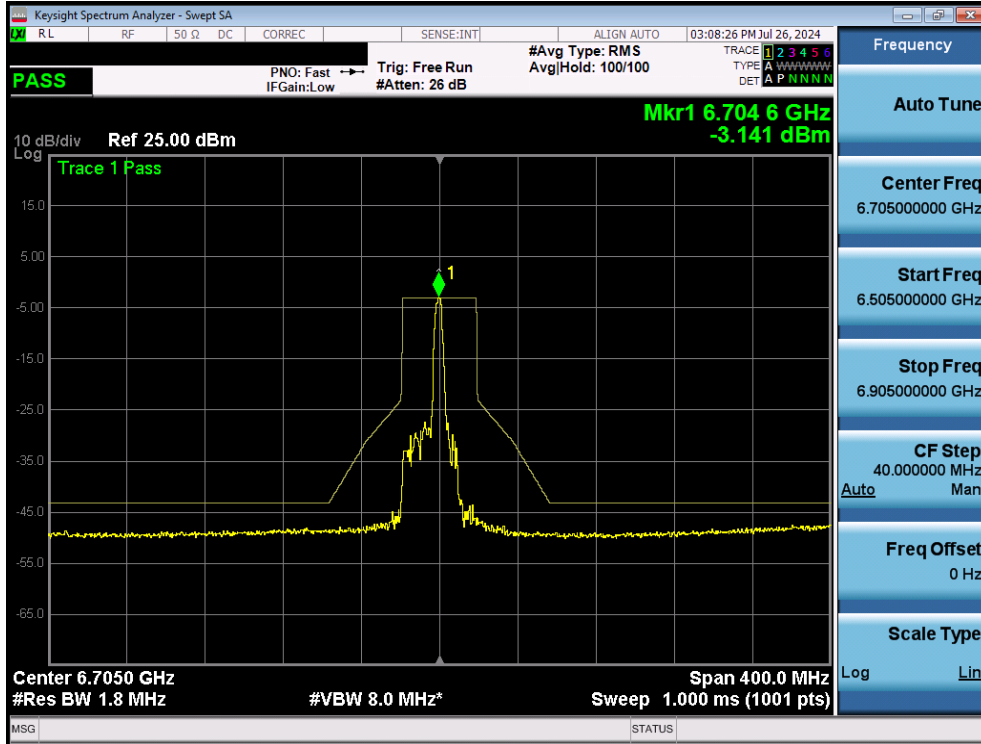 Keysight Spectrum Analyzer - Swept SA
LXI RL RF 50 Ω DC CORREC SENSE:INT ALIGN AUTO 03:08:26 PM Jul 26, 2024
PASS
PNO: Fast
IFGain:Low
Trig: Free Run
#Atten: 26 dB
#Avg Type: RMS
Avg|Hold: 100/100
TRACE 1 2 3 4 5 6
TYPE A WWWWW
DET A P N N N N
Mkr1 6.704 6 GHz
-3.141 dBm
10 dB/div Ref 25.00 dBm
Log
Trace 1 Pass
15.0
5.00
-5.00
-15.0
-25.0
-35.0
-45.0
-55.0
-65.0
1
Center 6.7050 GHz Span 400.0 MHz
#Res BW 1.8 MHz #VBW 8.0 MHz* Sweep 1.000 ms (1001 pts)
MSG STATUS
Frequency
Auto Tune
Center Freq
6.705000000 GHz
Start Freq
6.505000000 GHz
Stop Freq
6.905000000 GHz
CF Step
40.000000 MHz
Auto Man
Freq Offset
0 Hz
Scale Type
Log Lin